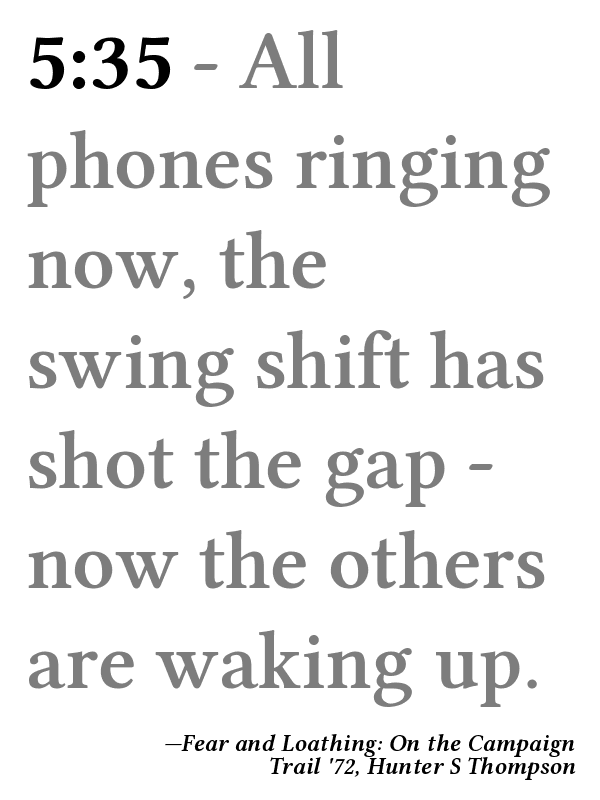 5:35 - All
phones ringing
now, the
swing shift has
shot the gap -
now the others
are waking up.
—Fear and Loathing: On the Campaign
Trail '72, Hunter S Thompson